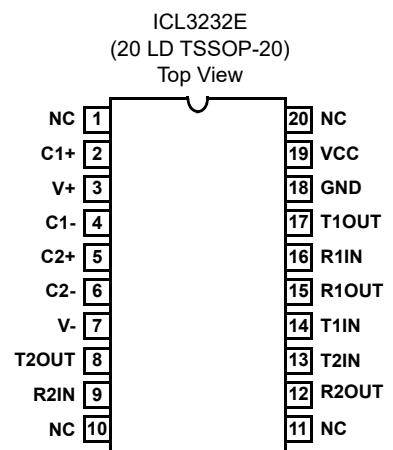 ICL3232E
(20 LD TSSOP-20)
Top View
NC 1 20 NC
C1+ 2 19 VCC
V+ 3 18 GND
C1- 4 17 T1OUT
C2+ 5 16 R1IN
C2- 6 15 R1OUT
V- 7 14 T1IN
T2OUT 8 13 T2IN
R2IN 9 12 R2OUT
NC 10 11 NC